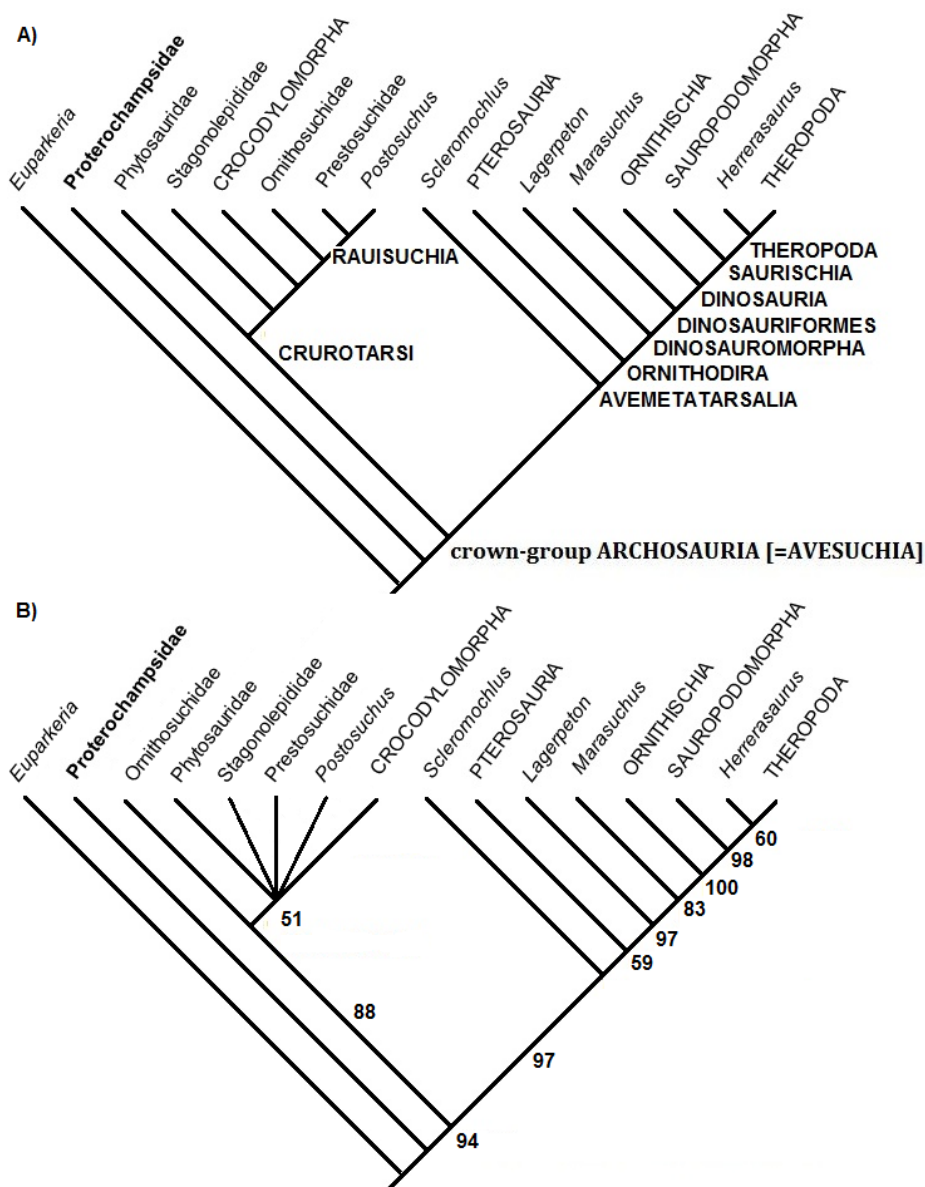 A)
Euparkeria
Proterochampsidae
Phytosauridae
Stagonolepididae
CROCODYLOMORPHA
Ornithosuchidae
Prestosuchidae
Postosuchus
Scleromochlus
PTEROSAURIA
Lagerpeton
Marasuchus
ORNITHISCHIA
SAUROPODOMORPHA
Herrerasaurus
THEROPODA
RAUISUCHIA
CRUROTARSI
THEROPODA
SAURISCHIA
DINOSAURIA
DINOSAURIFORMES
DINOSAUROMORPHA
ORNITHODIRA
AVEMETATARSALIA
crown-group ARCHOSAURIA [=AVESUCHIA]
B)
Euparkeria
Proterochampsidae
Ornithosuchidae
Phytosauridae
Stagonolepididae
Prestosuchidae
Postosuchus
CROCODYLOMORPHA
Scleromochlus
PTEROSAURIA
Lagerpeton
Marasuchus
ORNITHISCHIA
SAUROPODOMORPHA
Herrerasaurus
THEROPODA
60
98
100
83
97
59
51
88
97
94